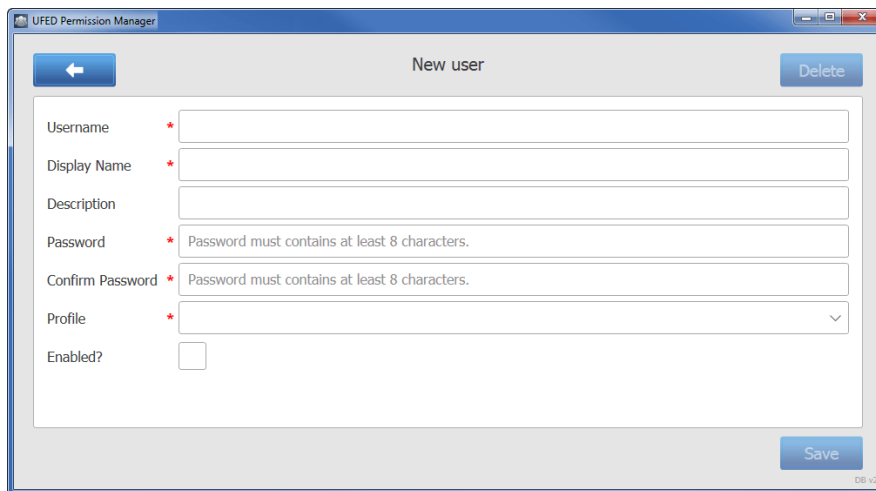 UFED Permission Manager
New user
Delete
Username *
Display Name *
Description
Password * Password must contains at least 8 characters.
Confirm Password * Password must contains at least 8 characters.
Profile *
Enabled?
Save
DB